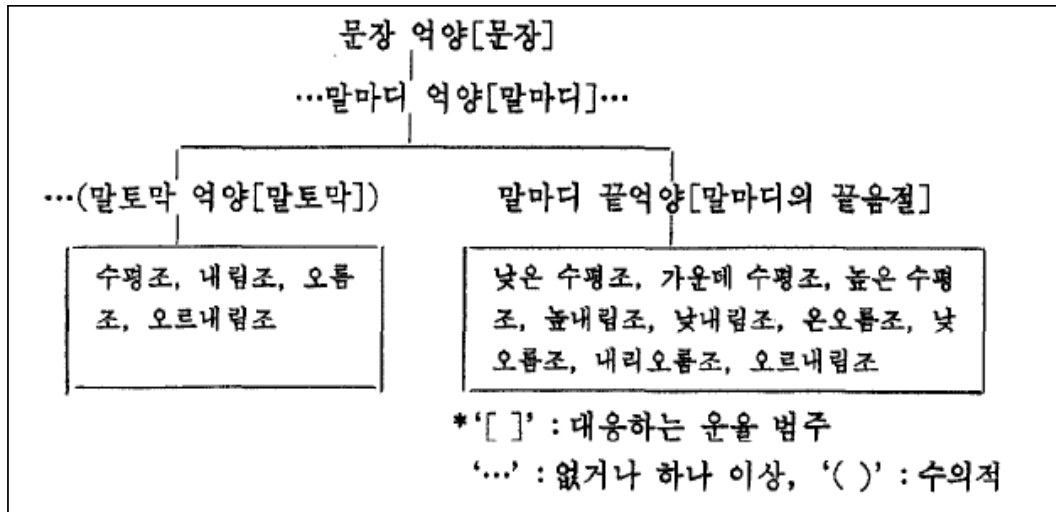 문장 억양[문장]
…말마디 억양[말마디]…
…(말토막 억양[말토막])
말마디 끝억양[말마디의 끝음절]
수평조, 내림조, 오름
조, 오르내림조
낮은 수평조, 가운데 수평조, 높은 수평
조, 높내림조, 낮내림조, 온오름조, 낮
오름조, 내리오름조, 오르내림조
*‘[ ]’ : 대응하는 운율 범주
‘…’ : 없거나 하나 이상, ‘( )’ : 수의적